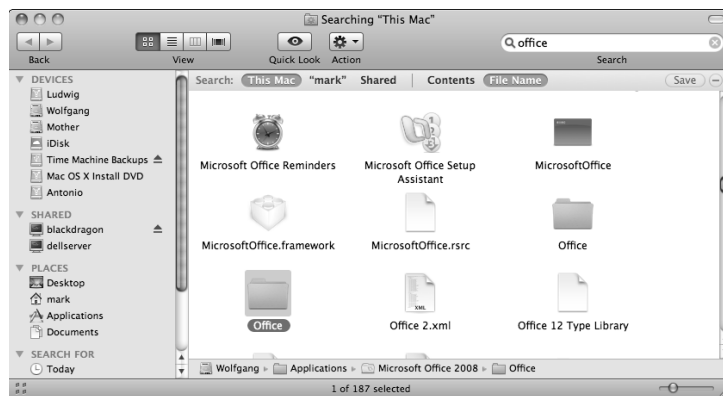 Searching “This Mac”
office
Back View Quick Look Action Search
DEVICES
Ludwig
Wolfgang
Mother
iDisk
Time Machine Backups
Mac OS X Install DVD
Antonio
SHARED
blackdragon
dellserver
PLACES
Desktop
mark
Applications
Documents
SEARCH FOR
Today
Search: This Mac "mark" Shared Contents File Name Save
Microsoft Office Reminders Microsoft Office Setup MicrosoftOffice
Assistant
MicrosoftOffice.framework MicrosoftOffice.rsrc Office
XML
Office Office 2.xml Office 12 Type Library
Wolfgang Applications Microsoft Office 2008 Office
1 of 187 selected